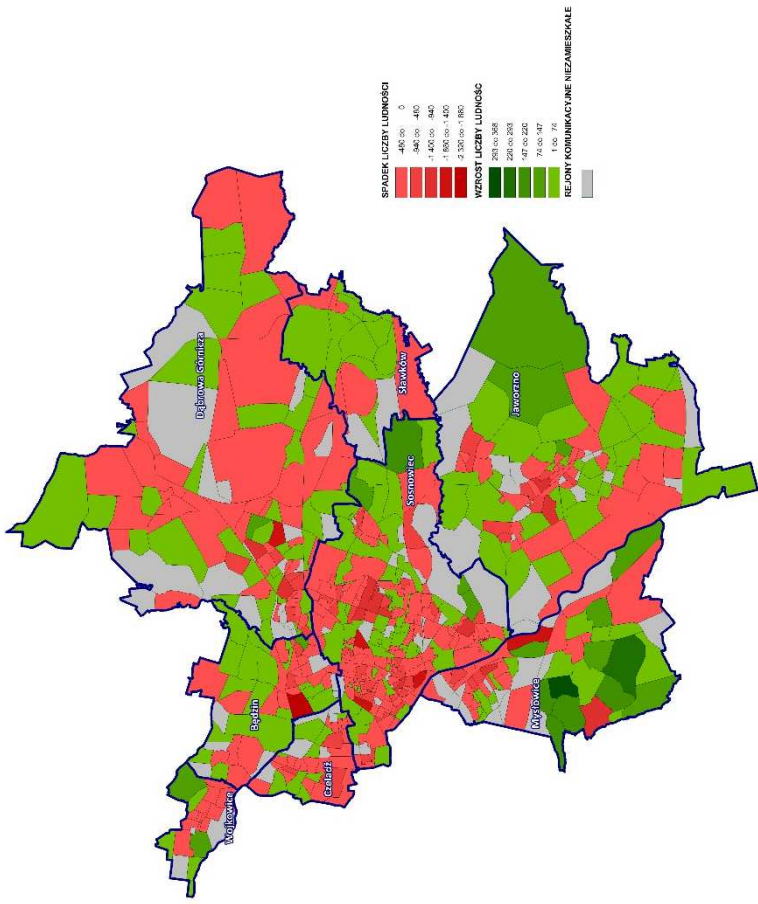 SPADEK LICZBY LUDNOŚCI
-480 do 0
-940 do -480
-1 400 do -940
-1 860 do -1 400
-2 320 do -1 860
WZROST LICZBY LUDNOŚC
293 do 368
220 do 293
147 do 220
74 do 147
1 do 74
REJONY KOMUNIKACYJNE NIEZAMIESZKAŁE
Dąbrowa Górnicza
Będzin
Wojkowice
Czeladź
Sosnowiec
Sławków
Jaworzno
Mysłowice